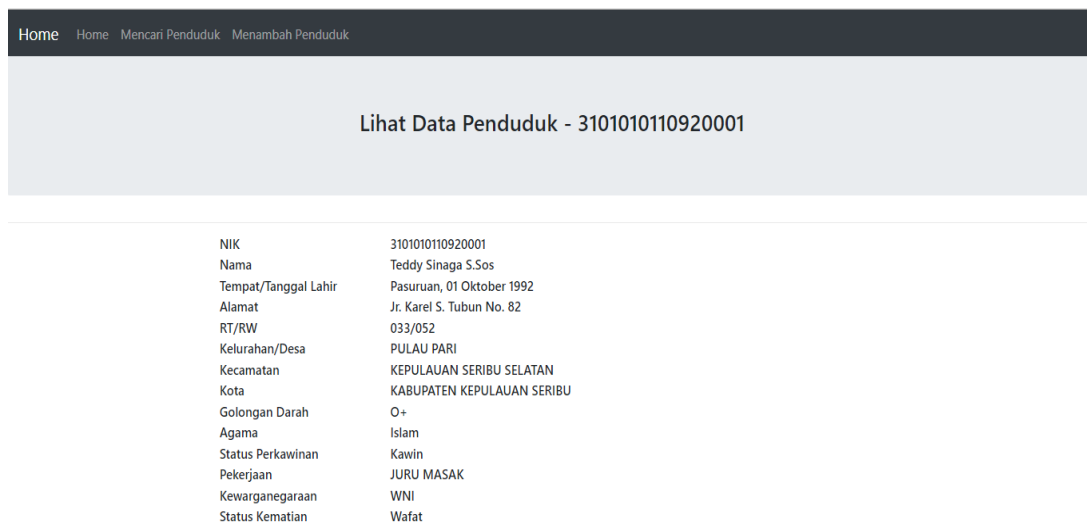 Home Home Mencari Penduduk Menambah Penduduk
Lihat Data Penduduk - 3101010110920001
NIK 3101010110920001
Nama Teddy Sinaga S.Sos
Tempat/Tanggal Lahir Pasuruan, 01 Oktober 1992
Alamat Jr. Karel S. Tubun No. 82
RT/RW 033/052
Kelurahan/Desa PULAU PARI
Kecamatan KEPULAUAN SERIBU SELATAN
Kota KABUPATEN KEPULAUAN SERIBU
Golongan Darah O+
Agama Islam
Status Perkawinan Kawin
Pekerjaan JURU MASAK
Kewarganegaraan WNI
Status Kematian Wafat